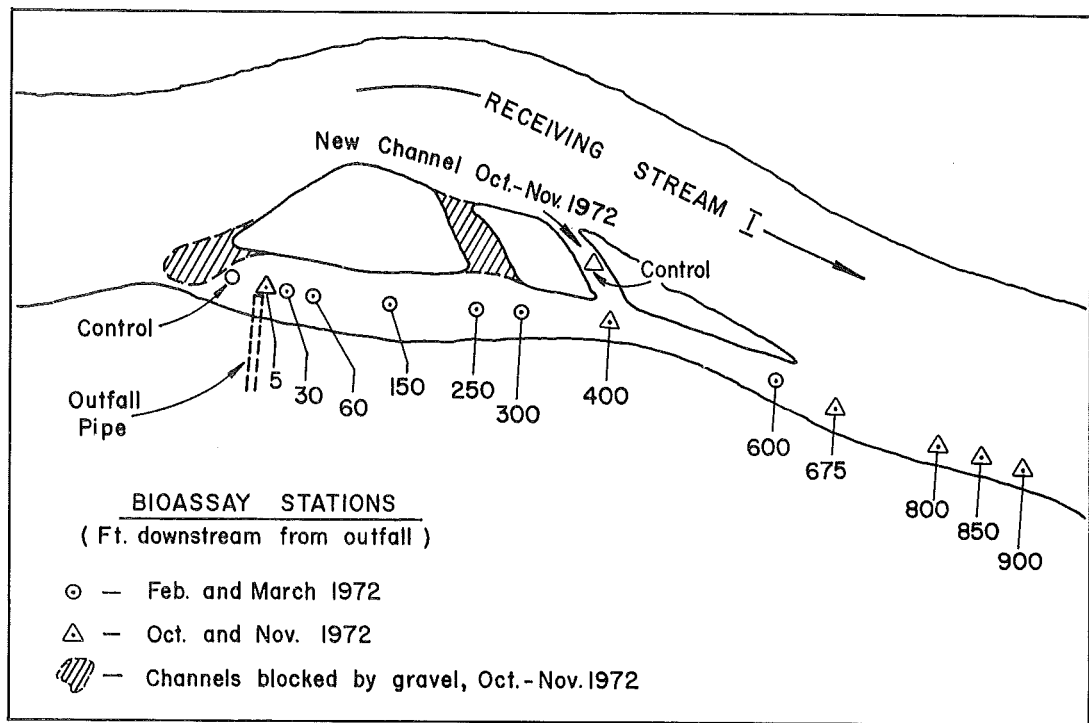 RECEIVING STREAM I
New Channel Oct.-Nov. 1972
Control
Control
Outfall
Pipe
5
30
60
150
250
300
400
600
675
800
850
900
BIOASSAY STATIONS
( Ft. downstream from outfall )
— Feb. and March 1972
— Oct. and Nov. 1972
— Channels blocked by gravel, Oct.-Nov. 1972